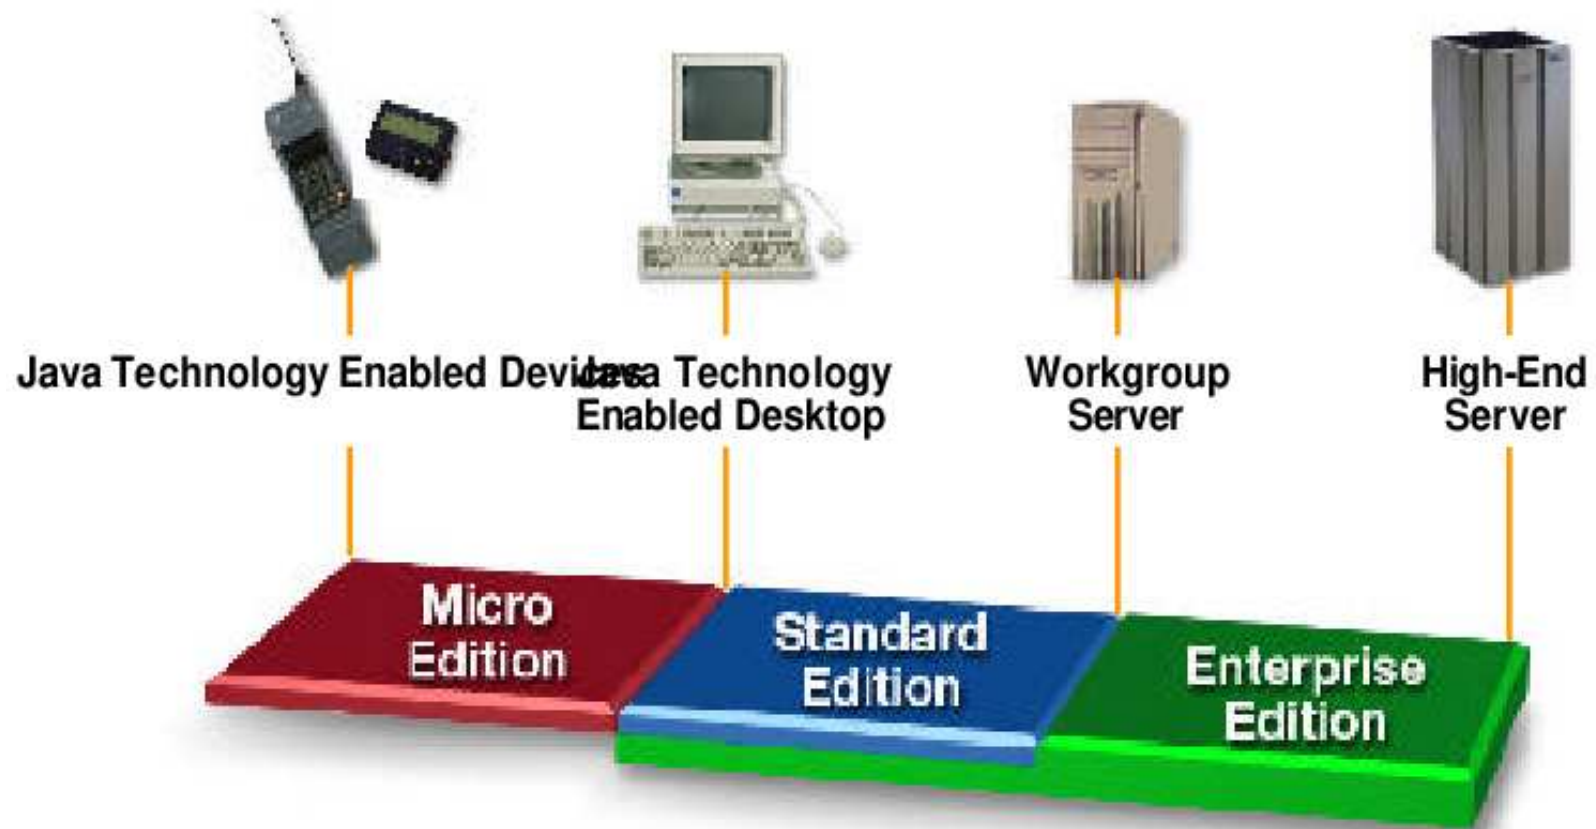 Java Technology Enabled Devices
Java Technology
Enabled Desktop
Workgroup
Server
High-End
Server
Micro
Edition
Standard
Edition
Enterprise
Edition